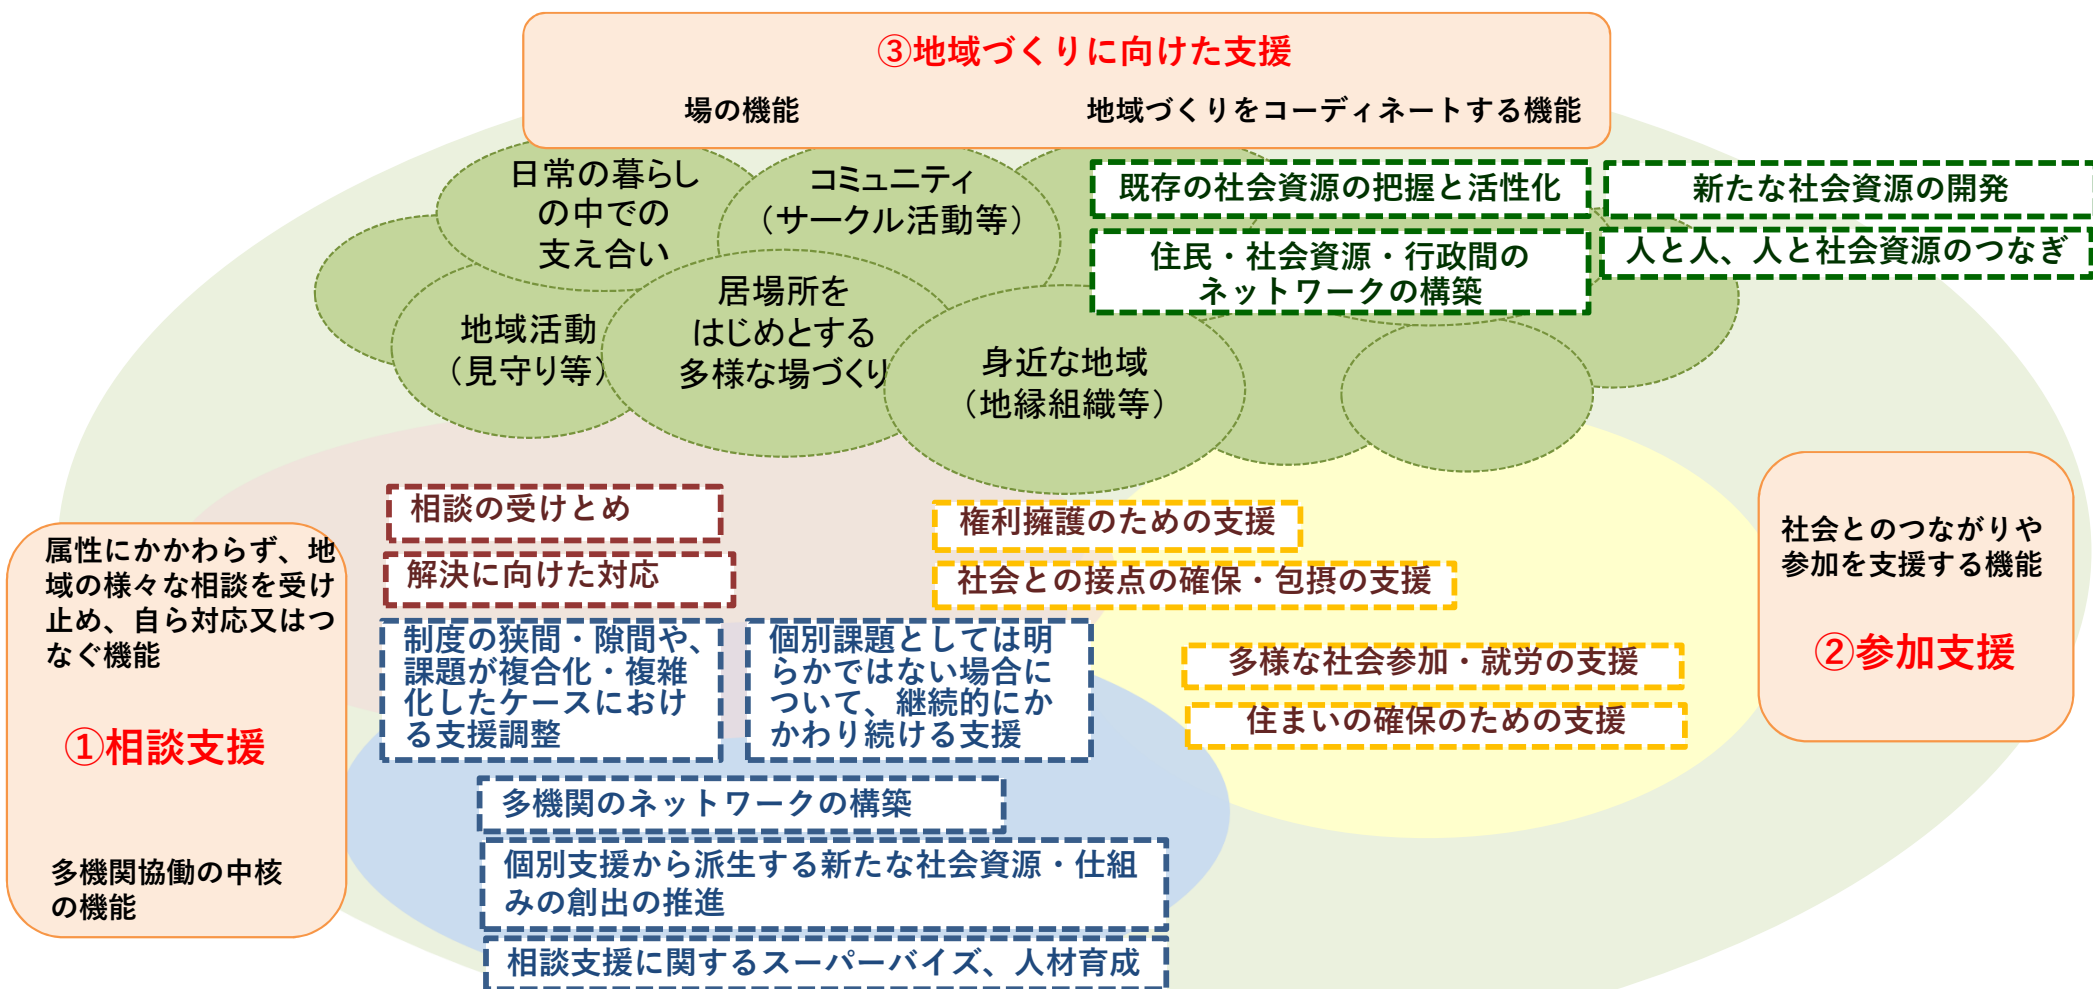 ③地域づくりに向けた支援
場の機能
地域づくりをコーディネートする機能
日常の暮らし
の中での
支え合い
コミュニティ
（サークル活動等）
既存の社会資源の把握と活性化
新たな社会資源の開発
住民・社会資源・行政間の
ネットワークの構築
人と人、人と社会資源のつなぎ
地域活動
（見守り等）
居場所を
はじめとする
多様な場づくり
身近な地域
（地縁組織等）
相談の受けとめ
解決に向けた対応
権利擁護のための支援
社会との接点の確保・包摂の支援
属性にかかわらず、地
域の様々な相談を受け
止め、自ら対応又はつ
なぐ機能
①相談支援
多機関協働の中核
の機能
制度の狭間・隙間や、
課題が複合化・複雑
化したケースにおけ
る支援調整
個別課題としては明
らかではない場合に
ついて、継続的にか
かわり続ける支援
多様な社会参加・就労の支援
住まいの確保のための支援
社会とのつながりや
参加を支援する機能
②参加支援
多機関のネットワークの構築
個別支援から派生する新たな社会資源・仕組
みの創出の推進
相談支援に関するスーパーバイズ、人材育成